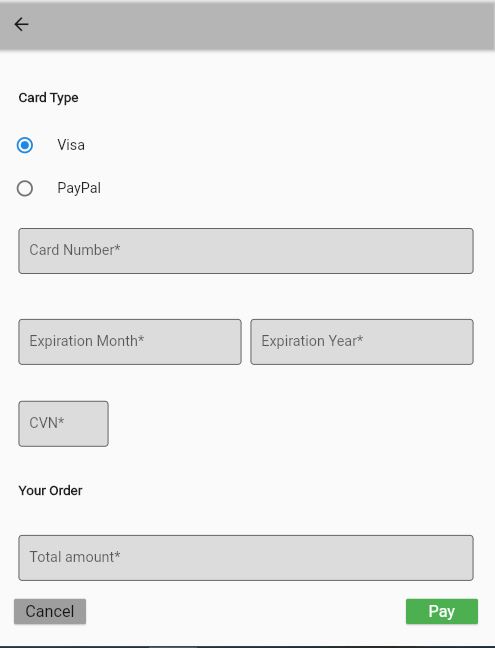 Card Type
Visa
PayPal
Card Number*
Expiration Month* Expiration Year*
CVN*
Your Order
Total amount*
Cancel Pay